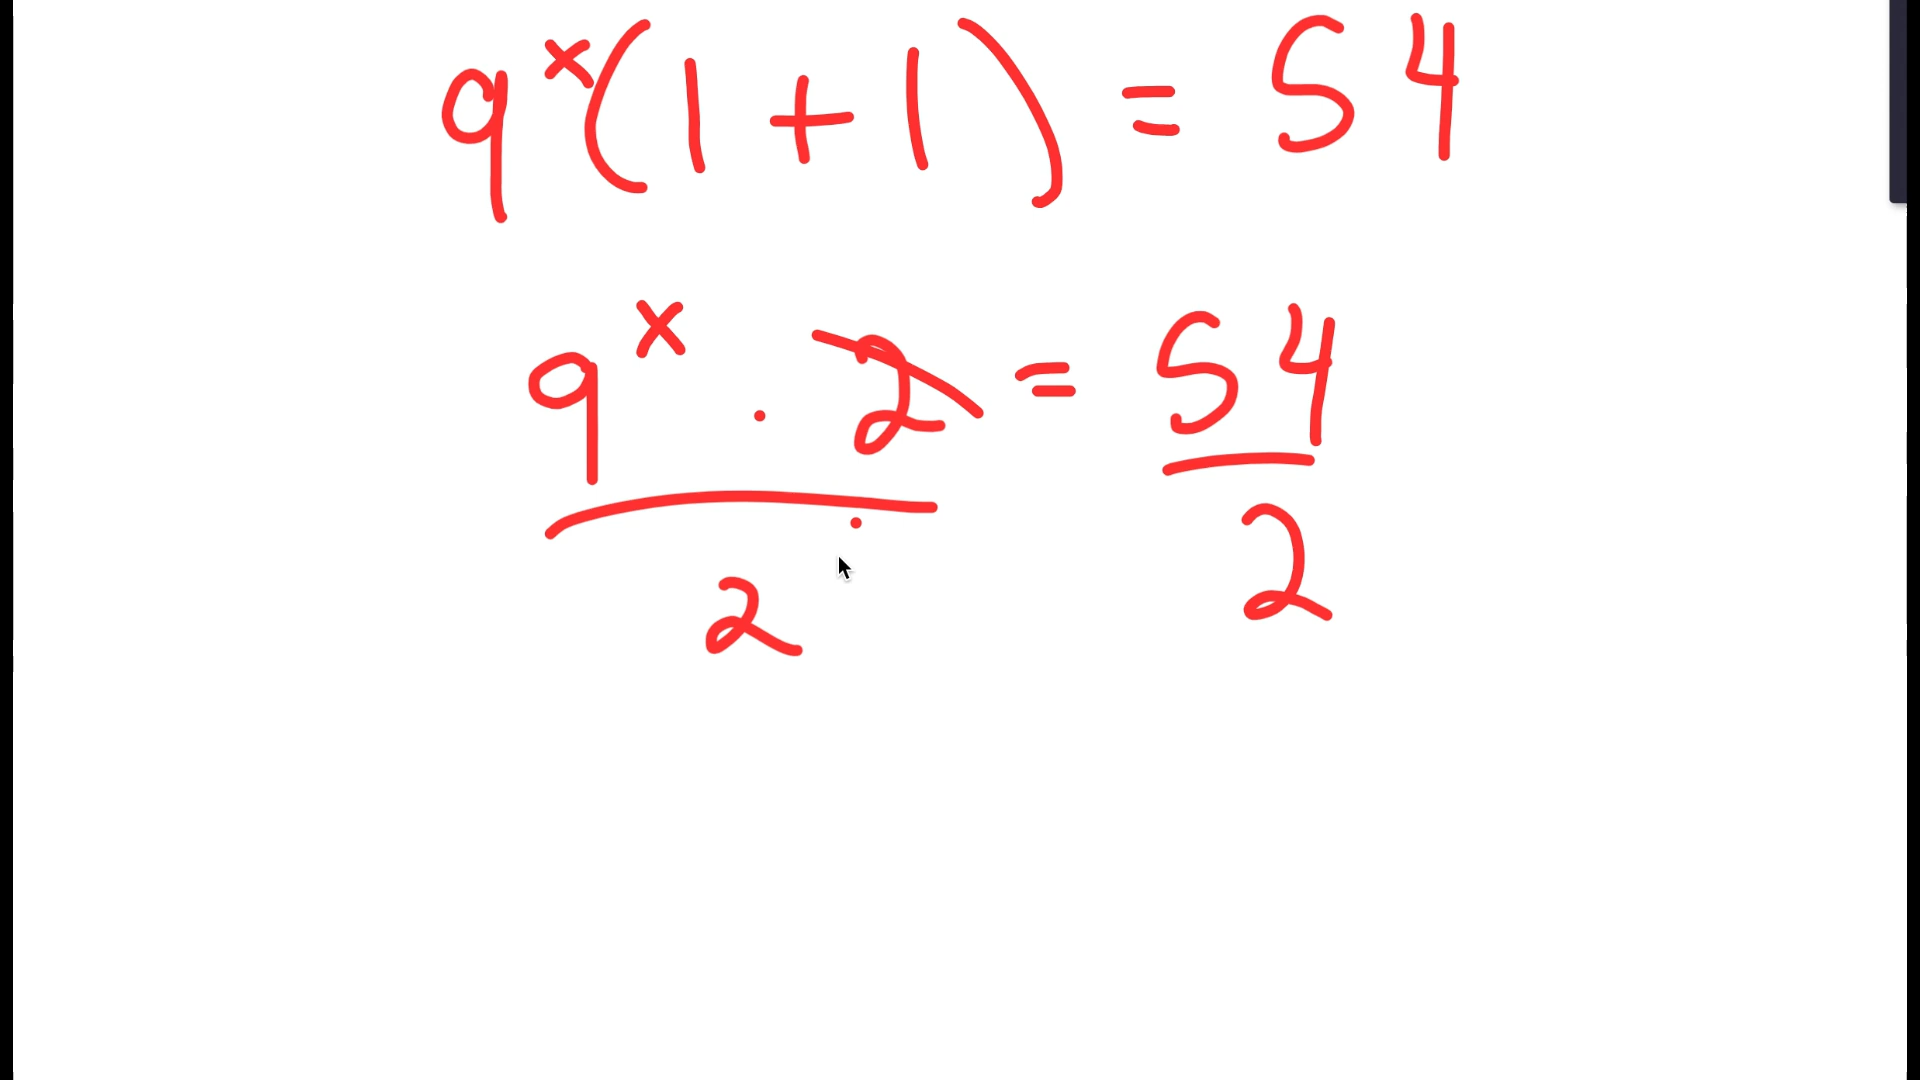 9^x(1+1) = 54
9^x · 2 = 54
2 2